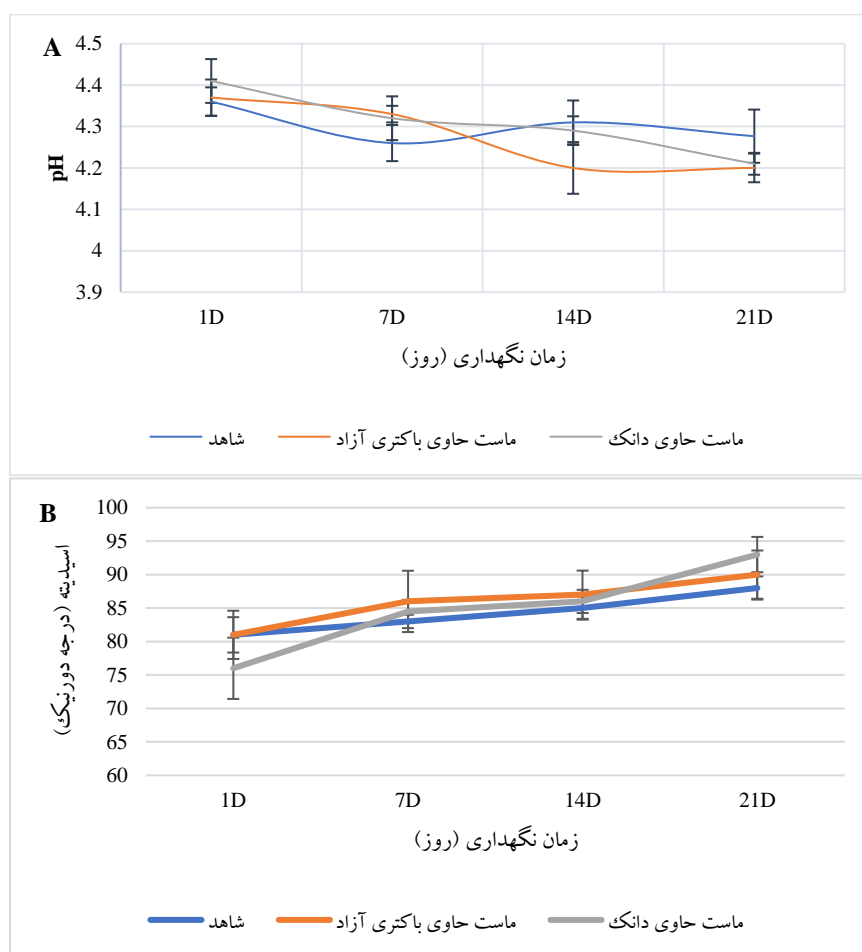 A
4.5
4.4
4.3
4.2
4.1
4
3.9
pH
1D 7D 14D 21D
زمان نگهداری (روز)
شاهد ماست حاوی باکتری آزاد ماست حاوی دانک
B
100
95
90
85
80
75
70
65
60
اسیدیته (درجه دورنیک)
1D 7D 14D 21D
زمان نگهداری (روز)
شاهد ماست حاوی باکتری آزاد ماست حاوی دانک